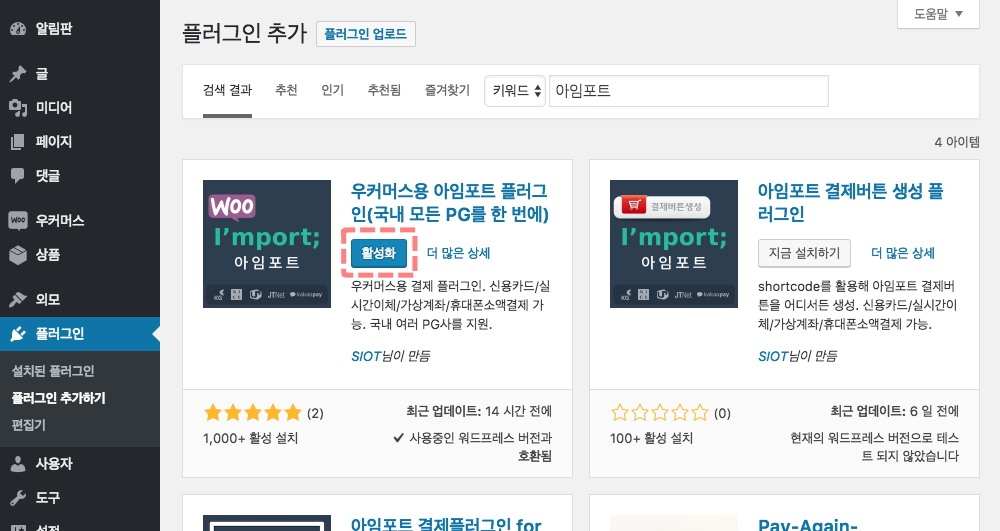 알림판
글
미디어
페이지
댓글
우커머스
상품
외모
플러그인
설치된 플러그인
플러그인 추가하기
편집기
사용자
도구
설정
도움말
플러그인 추가
플러그인 업로드
검색 결과
추천
인기
추천됨
즐겨찾기
키워드
아임포트
4 아이템
WOO
I'mport;
아임포트
KG
JTNet
kakaopay
우커머스용 아임포트 플러그
인(국내 모든 PG를 한 번에)
활성화
더 많은 상세
우커머스용 결제 플러그인. 신용카드/실
시간이체/가상계좌/휴대폰소액결제 가
능. 국내 여러 PG사를 지원.
SIOT님이 만듬
(2)
1,000+ 활성 설치
최근 업데이트: 14 시간 전에
사용중인 워드프레스 버전과
호환됨
결제버튼생성
I'mport;
아임포트
KG
JTNet
kakaopay
아임포트 결제버튼 생성 플
러그인
지금 설치하기
더 많은 상세
shortcode를 활용해 아임포트 결제버
튼을 어디서든 생성. 신용카드/실시간이
체/가상계좌/휴대폰소액결제 가능.
SIOT님이 만듬
(0)
100+ 활성 설치
최근 업데이트: 6 일 전에
현재의 워드프레스 버전으로 테스
트 되지 않았습니다
아임포트 결제플러그인 for
Pay-Again-